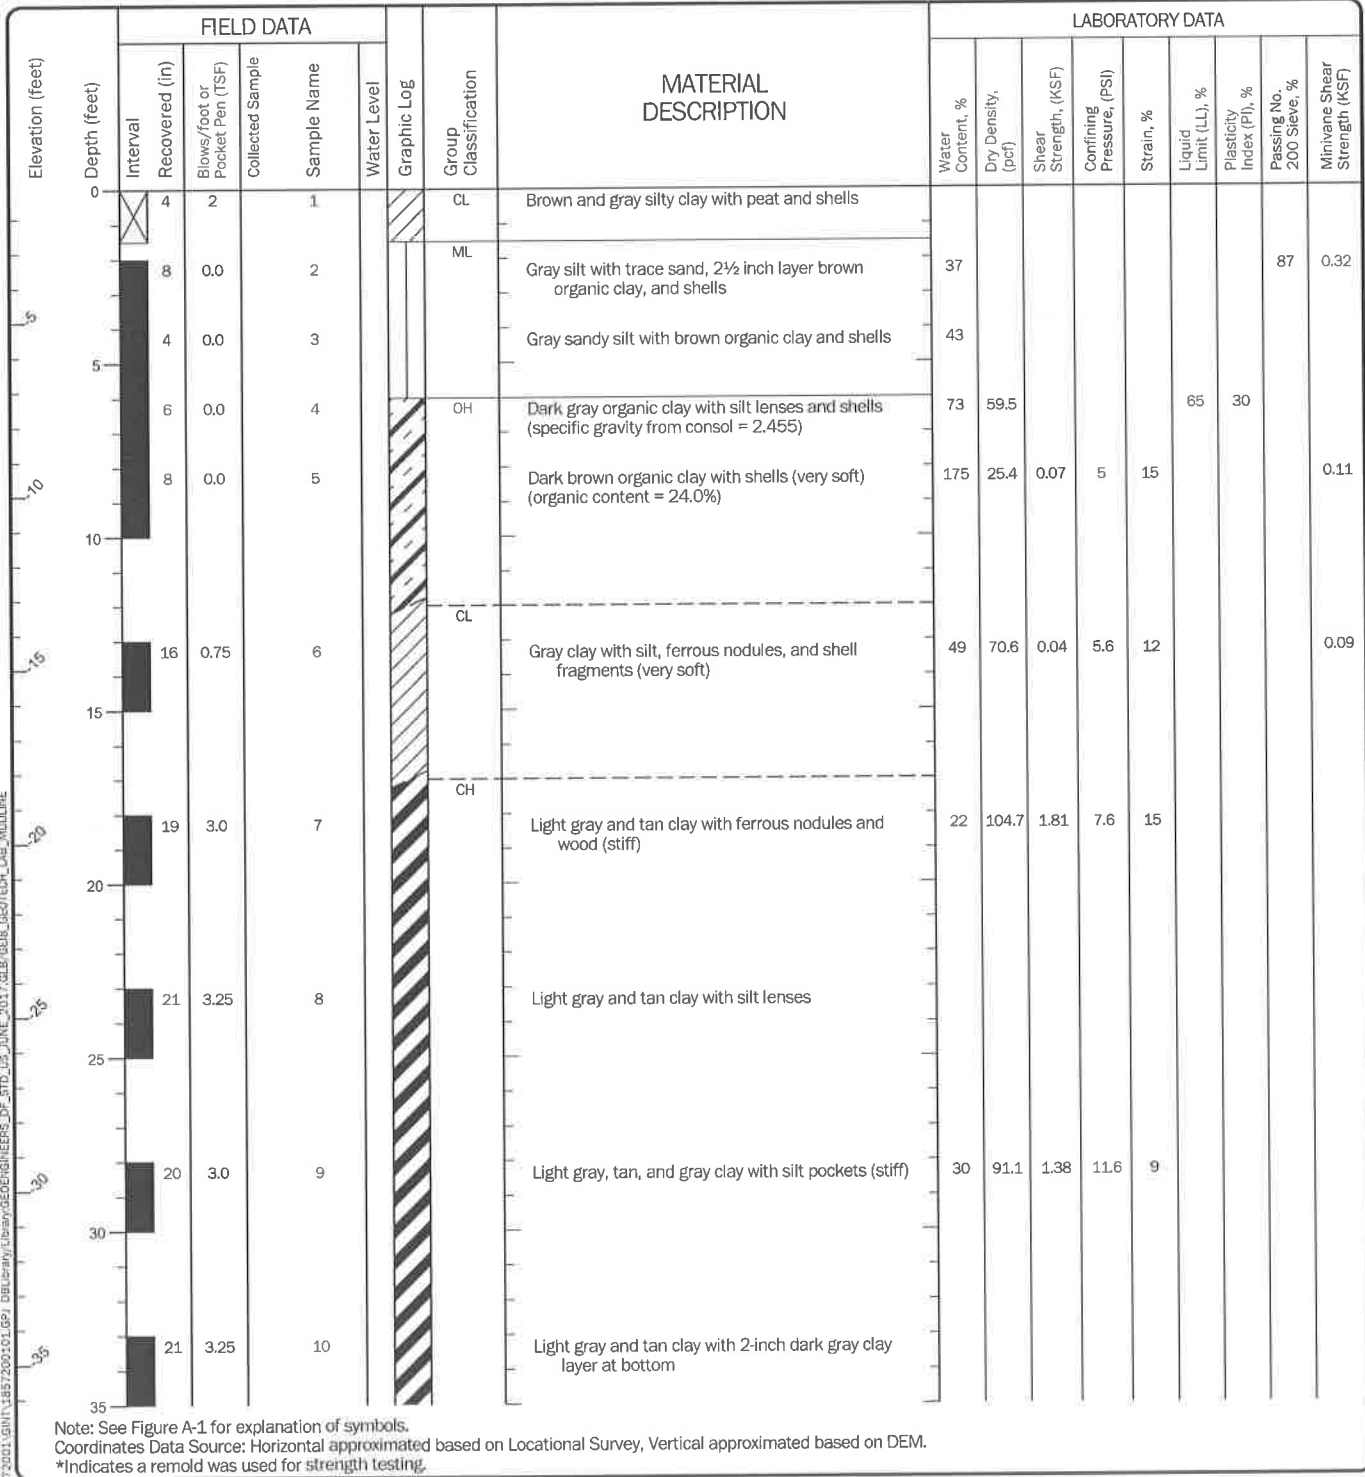 FIELD DATA
LABORATORY DATA
Elevation (feet)
Depth (feet)
Interval
Recovered (in)
Blows/foot or
Pocket Pen (TSF)
Collected Sample
Sample Name
Water Level
Graphic Log
Group
Classification
MATERIAL
DESCRIPTION
Water
Content, %
Dry Density,
(pcf)
Shear
Strength, (KSF)
Confining
Pressure, (PSI)
Strain, %
Liquid
Limit (LL), %
Plasticity
Index (PI), %
Passing No.
200 Sieve, %
Minivane Shear
Strength (KSF)
0
4 2 1 CL Brown and gray silty clay with peat and shells
ML
8 0.0 2 Gray silt with trace sand, 2½ inch layer brown 37 87 0.32
organic clay, and shells
-5
4 0.0 3 Gray sandy silt with brown organic clay and shells 43
5
6 0.0 4 OH Dark gray organic clay with silt lenses and shells 73 59.5 65 30
(specific gravity from consol = 2.455)
8 0.0 5 Dark brown organic clay with shells (very soft) 175 25.4 0.07 5 15 0.11
-10 (organic content = 24.0%)
10
CL
16 0.75 6 Gray clay with silt, ferrous nodules, and shell 49 70.6 0.04 5.6 12 0.09
-15 fragments (very soft)
15
CH
19 3.0 7 Light gray and tan clay with ferrous nodules and 22 104.7 1.81 7.6 15
-20 wood (stiff)
20
21 3.25 8 Light gray and tan clay with silt lenses
-25
25
20 3.0 9 Light gray, tan, and gray clay with silt pockets (stiff) 30 91.1 1.38 11.6 9
-30
30
21 3.25 10 Light gray and tan clay with 2-inch dark gray clay
-35 layer at bottom
35
Note: See Figure A-1 for explanation of symbols.
Coordinates Data Source: Horizontal approximated based on Locational Survey, Vertical approximated based on DEM.
*Indicates a remold was used for strength testing.